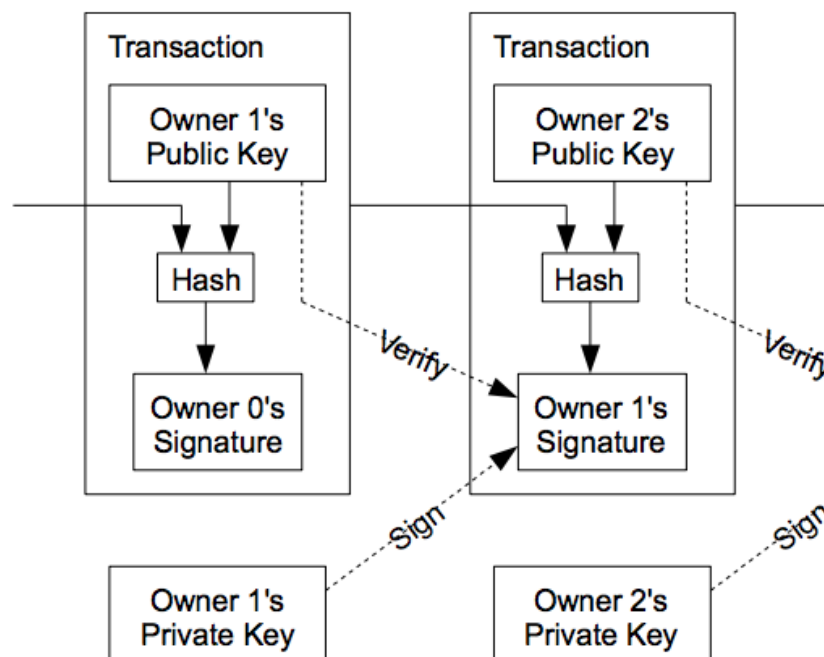 Transaction
Owner 1's
Public Key
Hash
Verify
Owner 0's
Signature
Sign
Owner 1's
Private Key
Transaction
Owner 2's
Public Key
Hash
Verify
Owner 1's
Signature
Sign
Owner 2's
Private Key